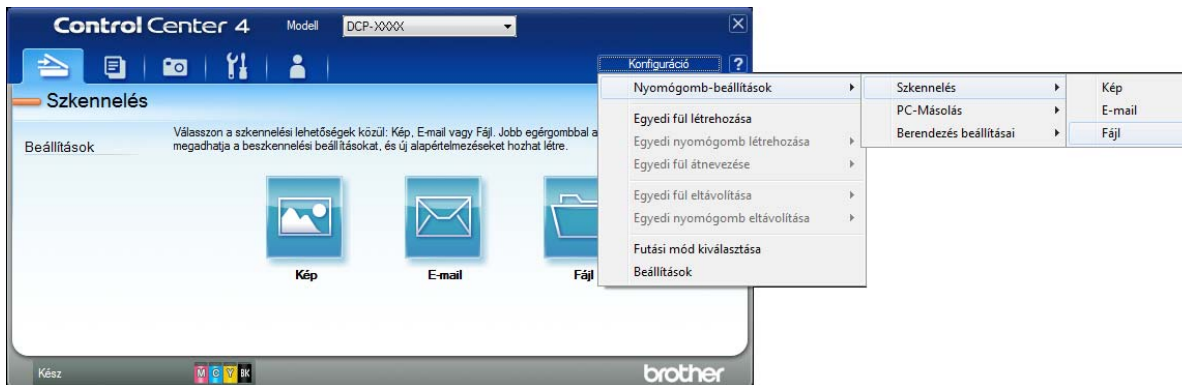 Control Center 4
Modell
DCP-XXXX
Konfiguráció
?
Szkennelés
Beállítások
Válasszon a szkennelési lehetőségek közül: Kép, E-mail vagy Fájl. Jobb egérgombbal a
megadhatja a beszkennelési beállításokat, és új alapértelmezéseket hozhat létre.
Kép
E-mail
Fájl
Nyomógomb-beállítások
Egyedi fül létrehozása
Egyedi nyomógomb létrehozása
Egyedi fül átnevezése
Egyedi fül eltávolítása
Egyedi nyomógomb eltávolítása
Futási mód kiválasztása
Beállítások
Szkennelés
PC-Másolás
Berendezés beállításai
Kép
E-mail
Fájl
Kész
M C Y BK
brother